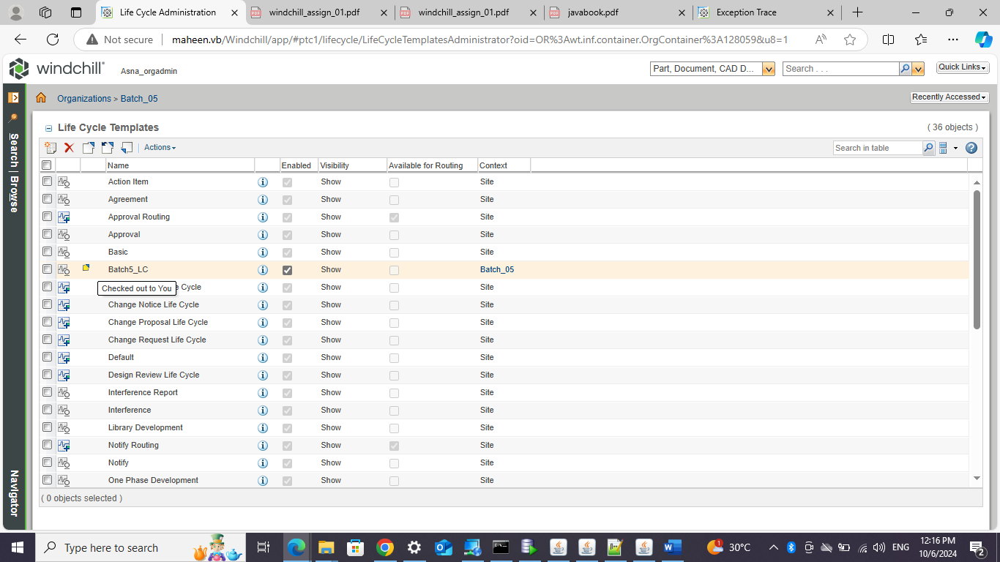 Life Cycle Administration
windchill_assign_01.pdf
windchill_assign_01.pdf
javabook.pdf
Exception Trace
Not secure
maheen.vb/Windchill/app/#ptc1/lifecycle/LifeCycleTemplatesAdministrator?oid=OR%3Awt.inf.container.OrgContainer%3A128059&u8=1
windchill
Asna_orgadmin
Part, Document, CAD D...
Search . . .
Quick Links
Organizations > Batch_05
Recently Accessed
Search | Browse
Navigator
Life Cycle Templates
( 36 objects )
Actions
Search in table
Name Enabled Visibility Available for Routing Context
Action Item Show Site
Agreement Show Site
Approval Routing Show Site
Approval Show Site
Basic Show Site
Batch5_LC Show Batch_05
Checked out to You
e Cycle Show Site
Change Notice Life Cycle Show Site
Change Proposal Life Cycle Show Site
Change Request Life Cycle Show Site
Default Show Site
Design Review Life Cycle Show Site
Interference Report Show Site
Interference Show Site
Library Development Show Site
Notify Routing Show Site
Notify Show Site
One Phase Development Show Site
( 0 objects selected )
Type here to search
30°C
ENG
12:16 PM
10/6/2024
2